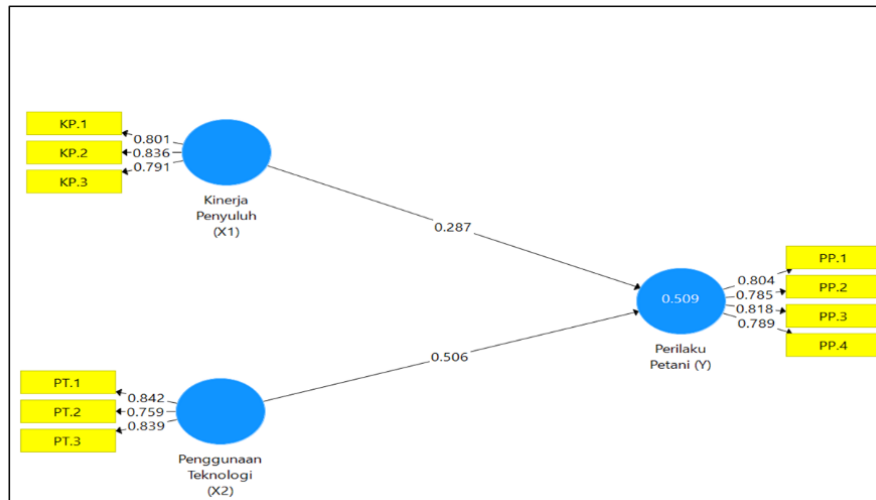 KP.1
KP.2
KP.3
0.801
0.836
0.791
Kinerja
Penyuluh
(X1)
0.287
PP.1
PP.2
PP.3
PP.4
0.804
0.785
0.818
0.789
0.509
Perilaku
Petani (Y)
0.506
PT.1
PT.2
PT.3
0.842
0.759
0.839
Penggunaan
Teknologi
(X2)